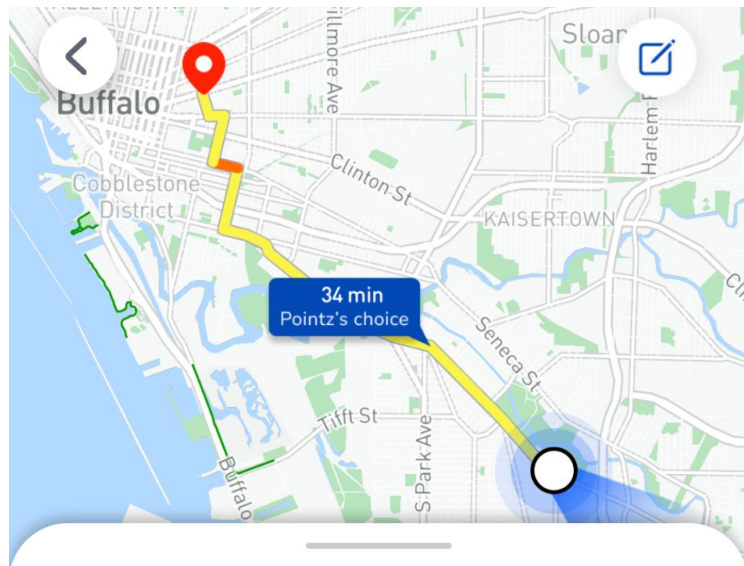 Sloan
Buffalo
Fillmore Ave
Harlem
Clinton St
Cobblestone
District
KAISERTOWN
34 min
Pointz's choice
Seneca St
Tifft St
S-Park Ave
Buffalo